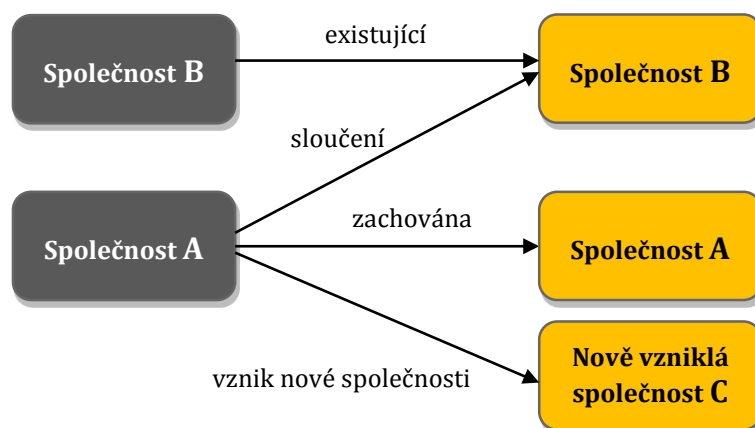 existující
Společnost B
Společnost B
sloučení
zachována
Společnost A
Společnost A
vznik nové společnosti
Nově vzniklá
společnost C